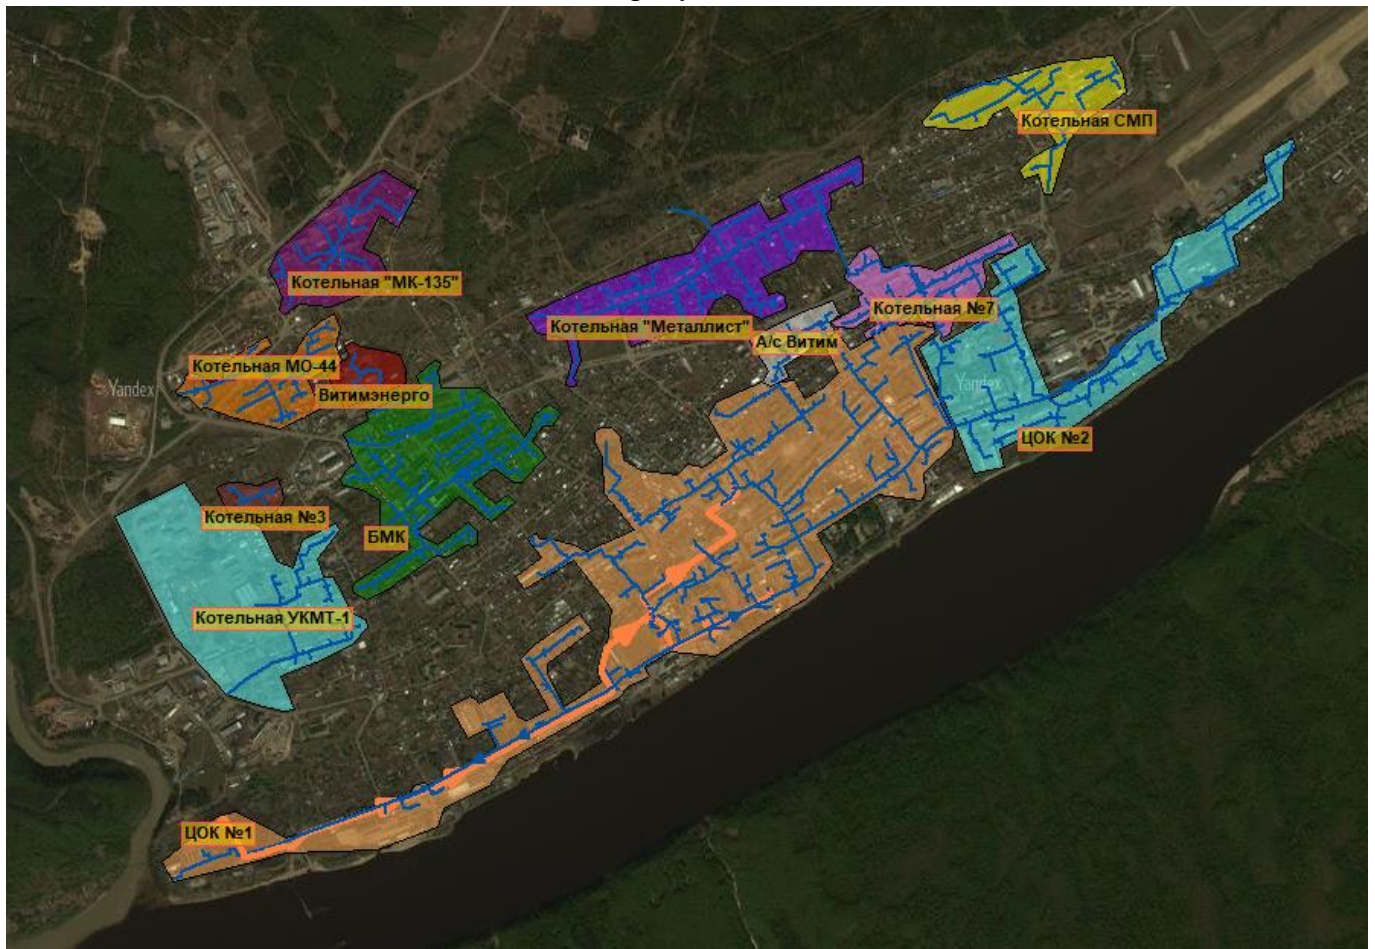 Котельная СМП
Котельная "МК-135"
Котельная №7
Котельная "Металлист"
А/с Витим
Котельная МО-44
Yandex
Витимэнерго
Yandex
ЦОК №2
Котельная №3
БМК
Котельная УКМТ-1
ЦОК №1